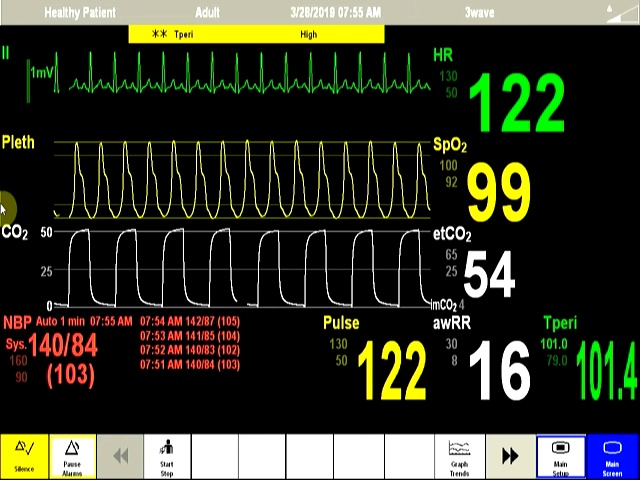 Healthy Patient Adult 3/28/2019 07:55 AM 3wave
** Tperi High
II
1mV
HR
130
50
122
Pleth
SpO2
100
92
99
CO2
50
25
0
etCO2
65
25
54
imCO2 4
NBP Auto 1 min 07:55 AM
Sys.
160
90
140/84
(103)
07:54 AM 142/87 (105)
07:53 AM 141/85 (104)
07:52 AM 140/83 (102)
07:51 AM 140/84 (103)
Pulse
130
50
122
awRR
30
8
16
Tperi
101.0
79.0
101.4
Silence
Pause
Alarms
Start
Stop
Graph
Trends
Main
Setup
Main
Screen